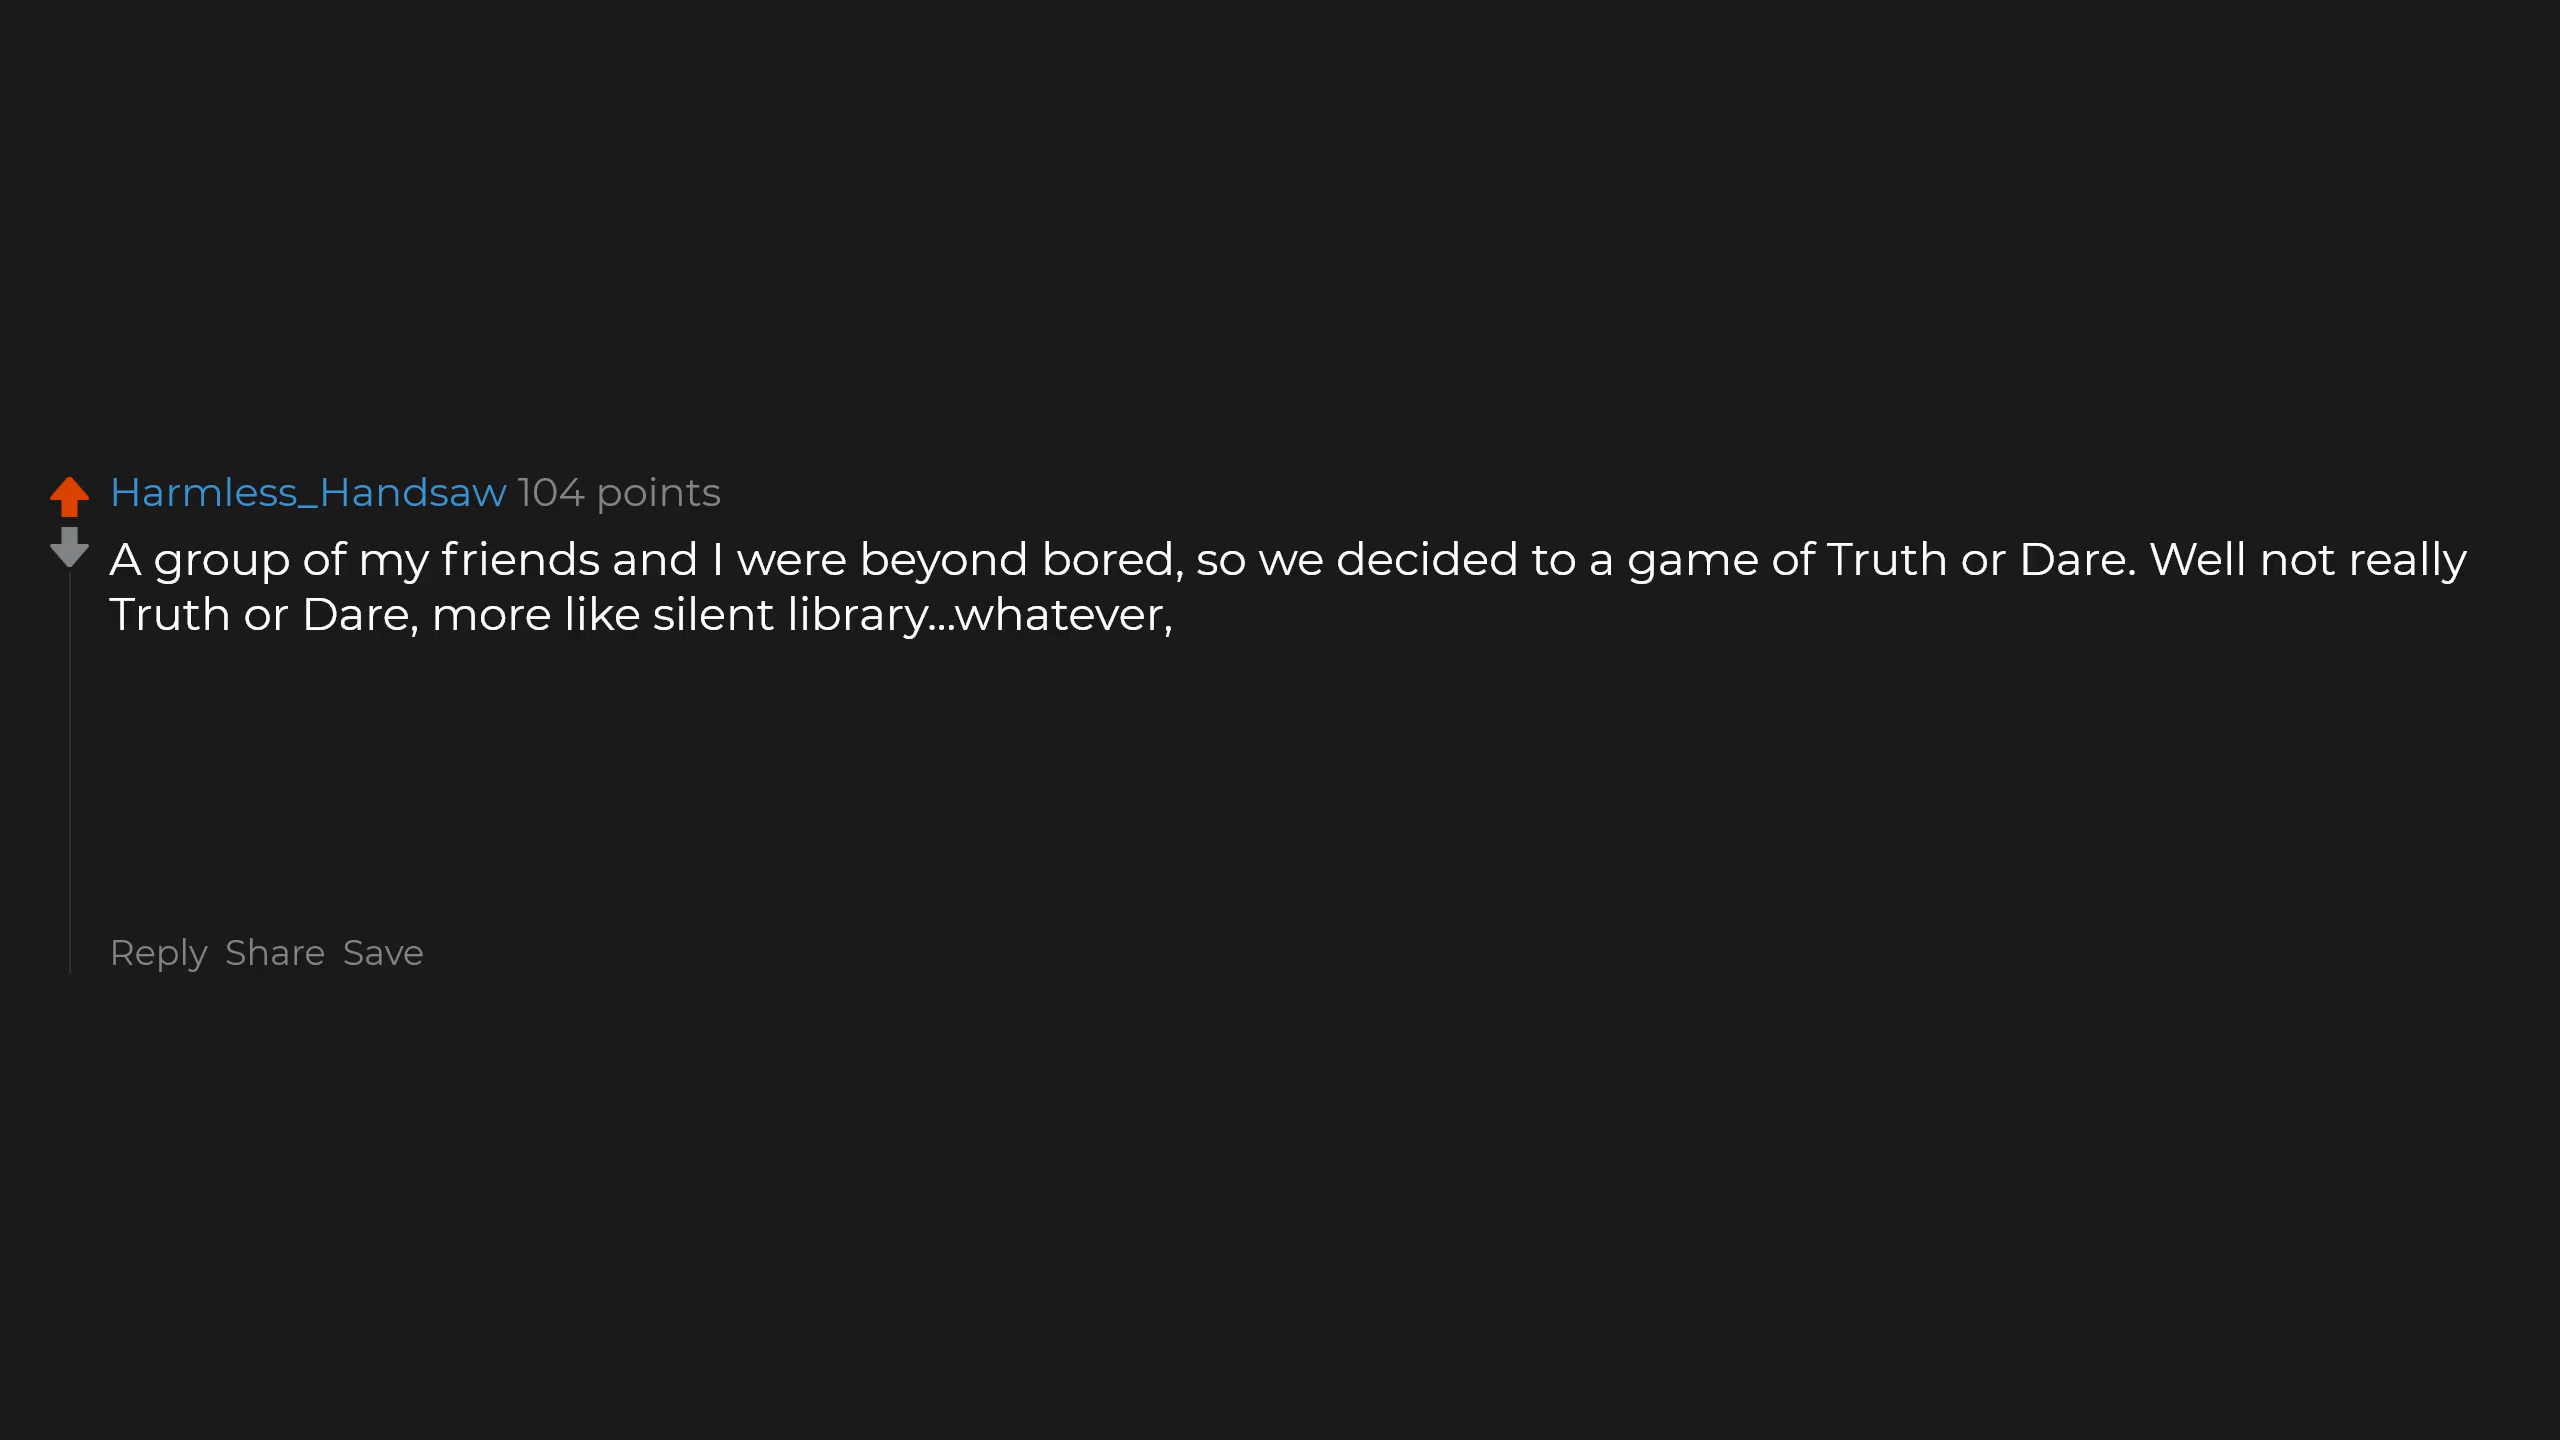 Harmless_Handsaw 104 points
A group of my friends and I were beyond bored, so we decided to a game of Truth or Dare. Well not really
Truth or Dare, more like silent library...whatever,
Reply Share Save